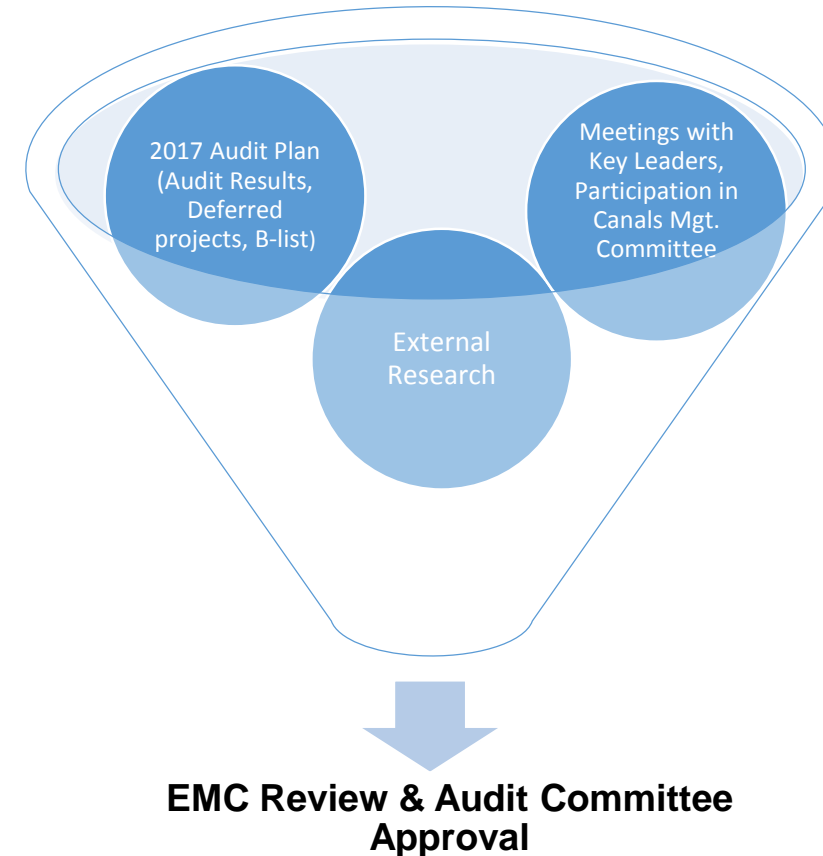 2017 Audit Plan
(Audit Results,
Deferred
projects, B-list)
Meetings with
Key Leaders,
Participation in
Canals Mgt.
Committee
External
Research
EMC Review & Audit Committee
Approval